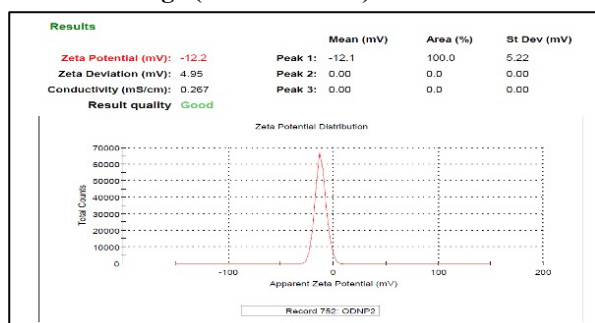 Results
Mean (mV) Area (%) St Dev (mV)
Zeta Potential (mV): -12.2 Peak 1: -12.1 100.0 5.22
Zeta Deviation (mV): 4.95 Peak 2: 0.00 0.0 0.00
Conductivity (mS/cm): 0.267 Peak 3: 0.00 0.0 0.00
Result quality Good
Zeta Potential Distribution
70000
60000
50000
40000
30000
20000
10000
0
Total Counts
-100 0 100 200
Apparent Zeta Potential (mV)
Record 752: ODNP2